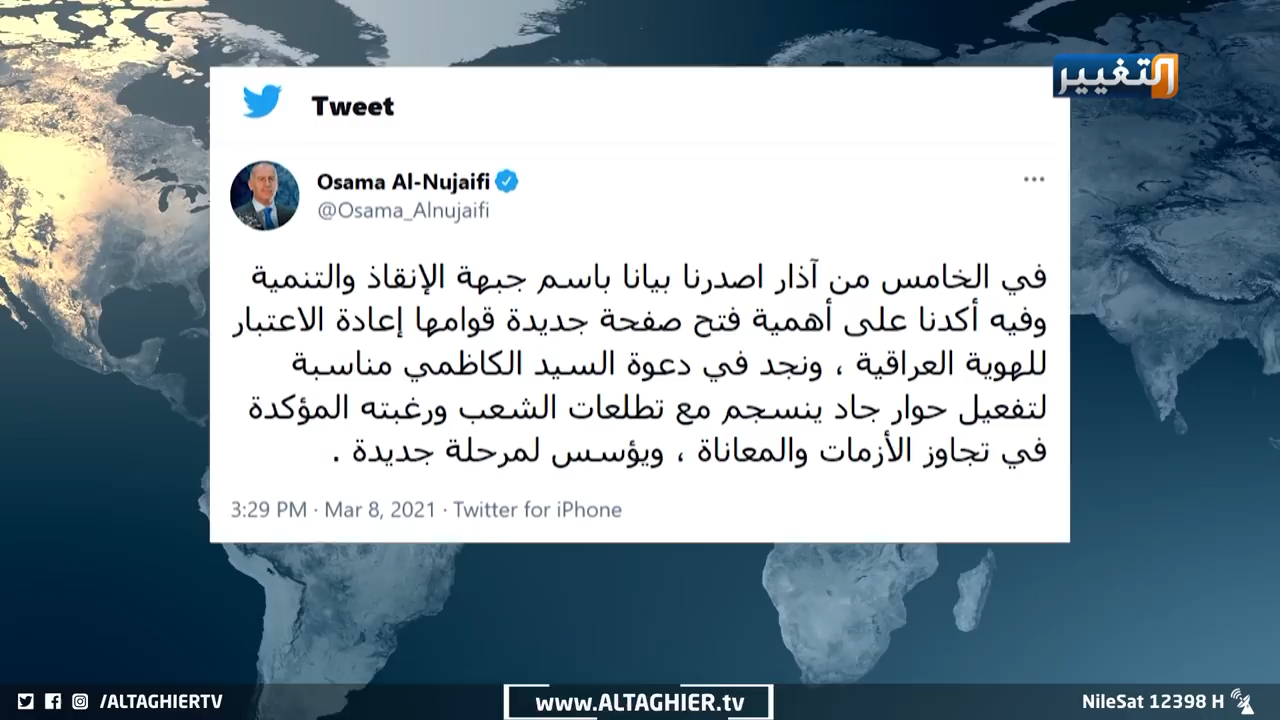 التغيير
Tweet
Osama Al-Nujaifi
@Osama_Alnujaifi
في الخامس من آذار اصدرنا بيانا باسم جبهة الإنقاذ والتنمية
وفيه أكدنا على أهمية فتح صفحة جديدة قوامها إعادة الاعتبار
للهوية العراقية ، ونجد في دعوة السيد الكاظمي مناسبة
لتفعيل حوار جاد ينسجم مع تطلعات الشعب ورغبته المؤكدة
في تجاوز الأزمات والمعاناة ، ويؤسس لمرحلة جديدة .
3:29 PM · Mar 8, 2021 · Twitter for iPhone
/ALTAGHIERTV
www.ALTAGHIER.tv
NileSat 12398 H